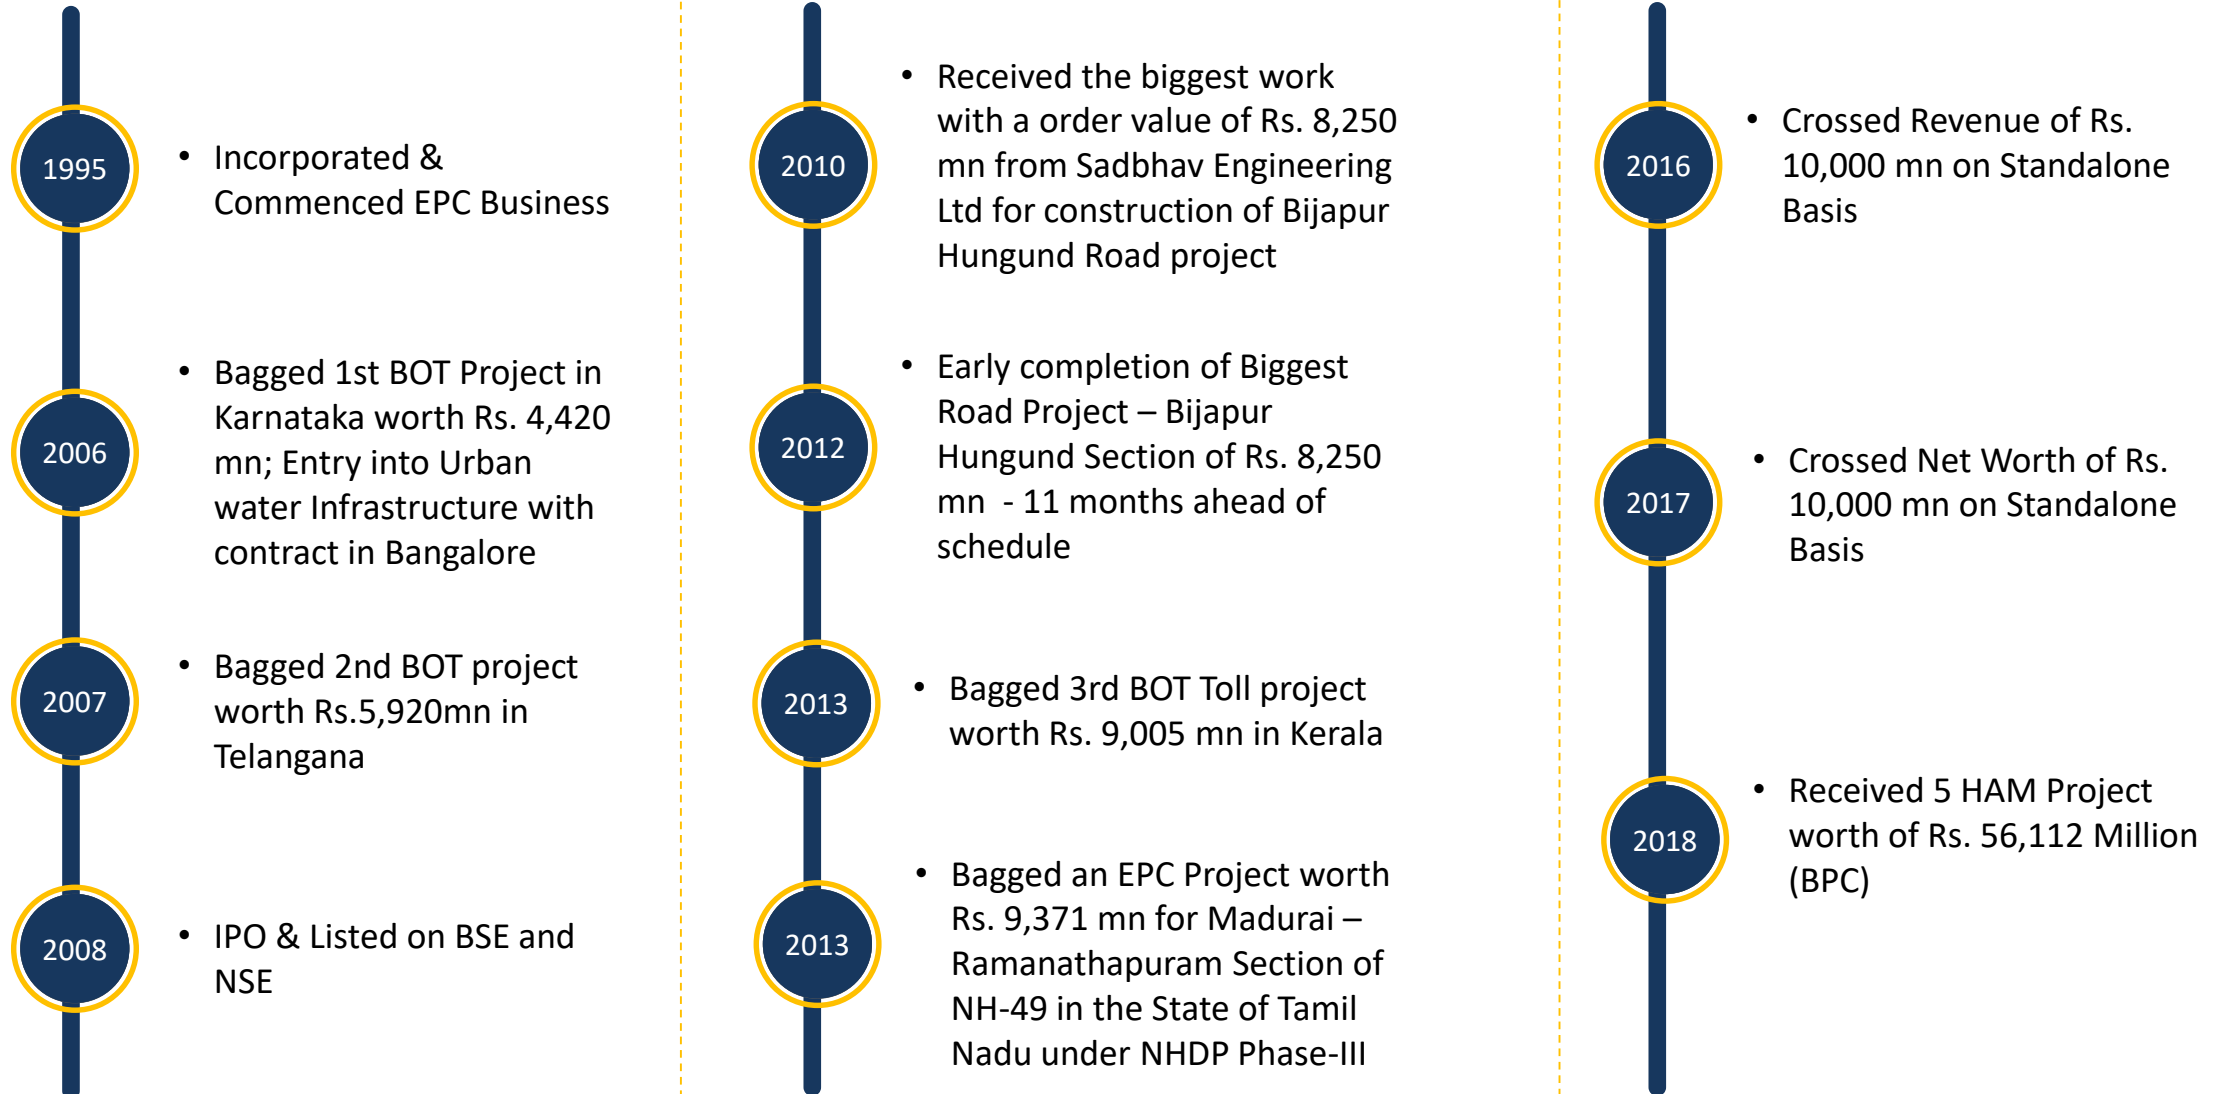 1995
• Incorporated &
Commenced EPC Business
2006
• Bagged 1st BOT Project in
Karnataka worth Rs. 4,420
mn; Entry into Urban
water Infrastructure with
contract in Bangalore
2007
• Bagged 2nd BOT project
worth Rs.5,920mn in
Telangana
2008
• IPO & Listed on BSE and
NSE
2010
• Received the biggest work
with a order value of Rs. 8,250
mn from Sadbhav Engineering
Ltd for construction of Bijapur
Hungund Road project
2012
• Early completion of Biggest
Road Project – Bijapur
Hungund Section of Rs. 8,250
mn - 11 months ahead of
schedule
2013
• Bagged 3rd BOT Toll project
worth Rs. 9,005 mn in Kerala
2013
• Bagged an EPC Project worth
Rs. 9,371 mn for Madurai –
Ramanathapuram Section of
NH-49 in the State of Tamil
Nadu under NHDP Phase-III
2016
• Crossed Revenue of Rs.
10,000 mn on Standalone
Basis
2017
• Crossed Net Worth of Rs.
10,000 mn on Standalone
Basis
2018
• Received 5 HAM Project
worth of Rs. 56,112 Million
(BPC)